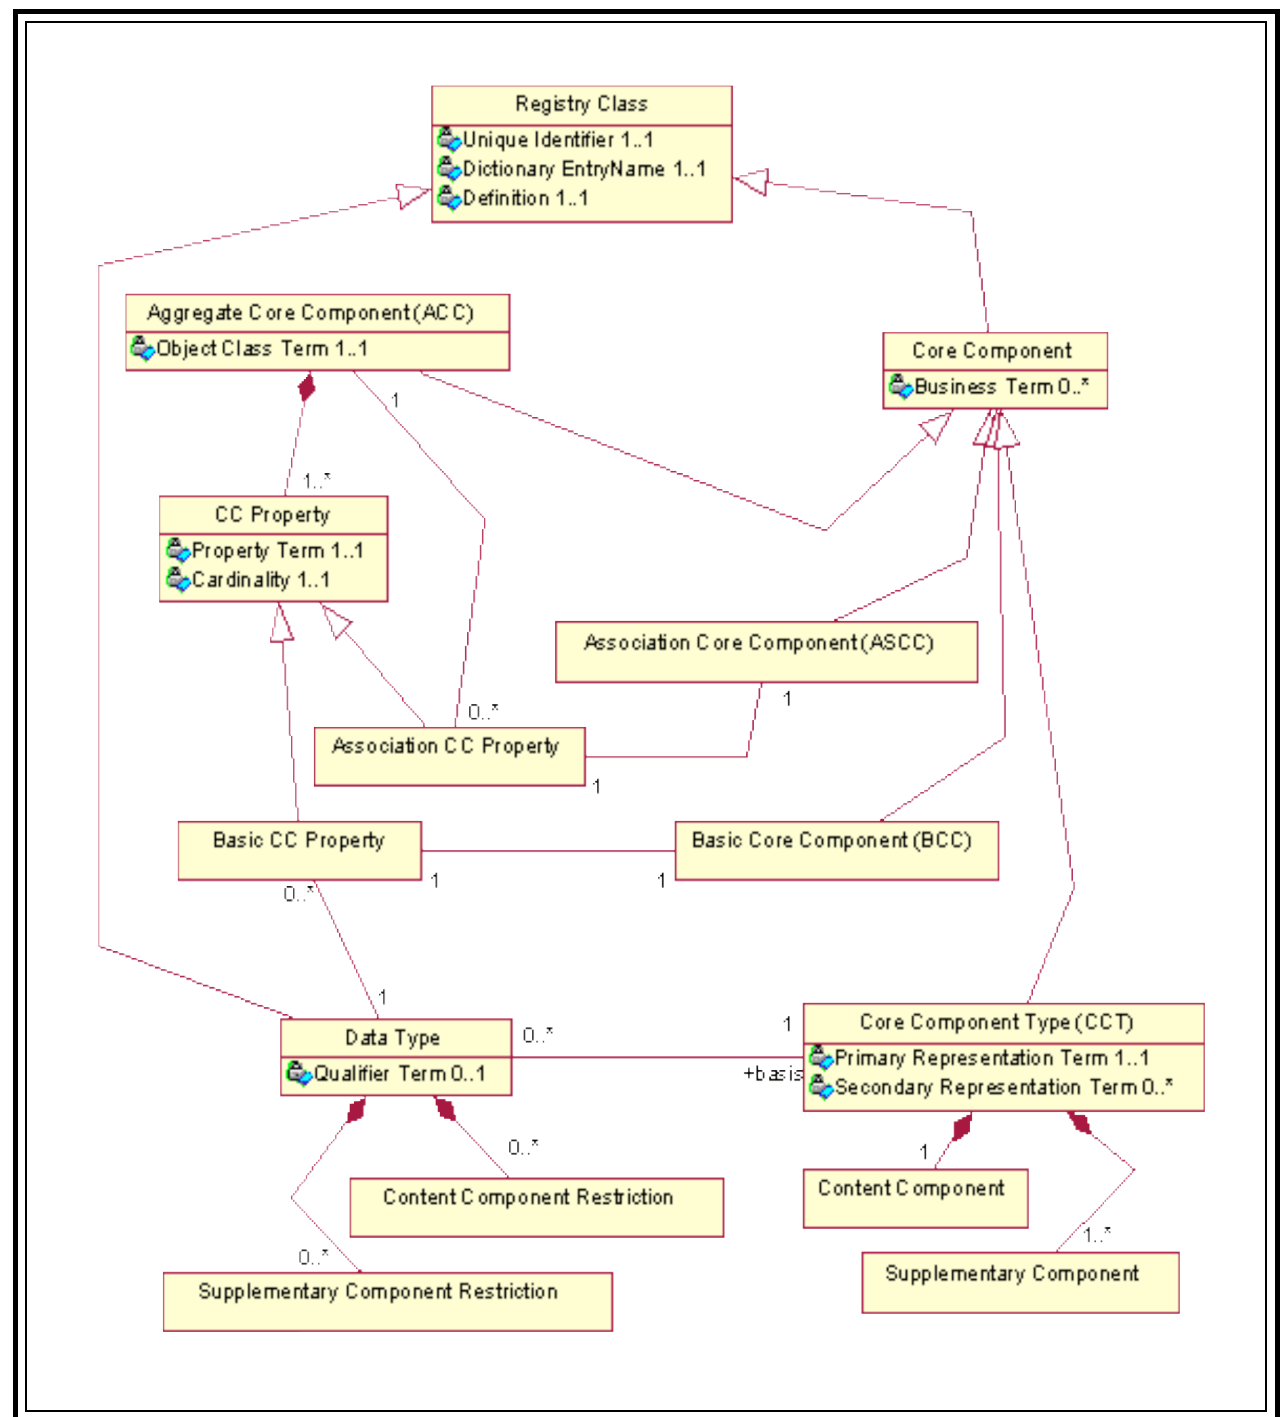 Registry Class
Unique Identifier 1..1
Dictionary EntryName 1..1
Definition 1..1
Aggregate Core Component (ACC)
Object Class Term 1..1
Core Component
Business Term 0..*
1
1..*
CC Property
Property Term 1..1
Cardinality 1..1
Association Core Component (ASCC)
1
0..*
Association CC Property
1
Basic CC Property
Basic Core Component (BCC)
0..*
1
1
1
Data Type
Qualifier Term 0..1
0..*
1
+basis
Core Component Type (CCT)
Primary Representation Term 1..1
Secondary Representation Term 0..*
0..*
1
Content Component Restriction
Content Component
0..*
1..*
Supplementary Component Restriction
Supplementary Component